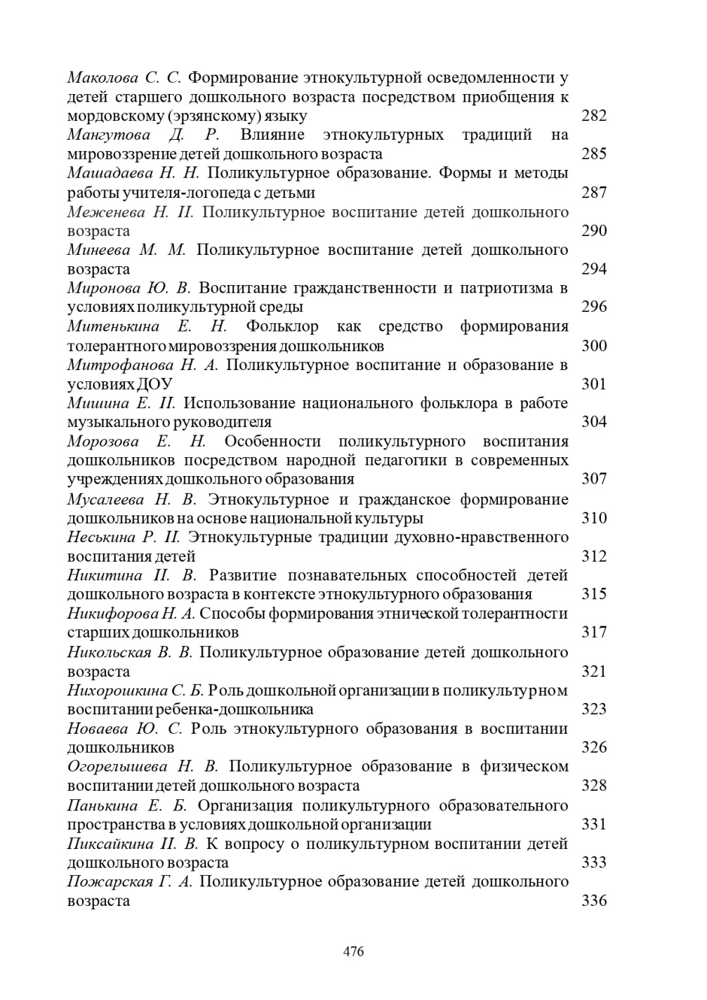 Маколова С. С. Формирование этнокультурной осведомленности у
детей старшего дошкольного возраста посредством приобщения к
мордовскому (эрзянскому) языку 282
Мангутова Д. Р. Влияние этнокультурных традиций на
мировоззрение детей дошкольного возраста 285
Машадаева Н. Н. Поликультурное образование. Формы и методы
работы учителя-логопеда с детьми 287
Меженева Н. II. Поликультурное воспитание детей дошкольного
возраста 290
Минеева М. М. Поликультурное воспитание детей дошкольного
возраста 294
Миронова Ю. В. Воспитание гражданственности и патриотизма в
условиях поликультурной среды 296
Митенькина Е. Н. Фольклор как средство формирования
толерантного мировоззрения дошкольников 300
Митрофанова Н. А. Поликультурное воспитание и образование в
условиях ДОУ 301
Мишина Е. II. Использование национального фольклора в работе
музыкального руководителя 304
Морозова Е. Н. Особенности поликультурного воспитания
дошкольников посредством народной педагогики в современных
учреждениях дошкольного образования 307
Мусалеева Н. В. Этнокультурное и гражданское формирование
дошкольников на основе национальной культуры 310
Неськина Р. II. Этнокультурные традиции духовно-нравственного
воспитания детей 312
Никитина II. В. Развитие познавательных способностей детей
дошкольного возраста в контексте этнокультурного образования 315
Никифорова Н. А. Способы формирования этнической толерантности
старших дошкольников 317
Никольская В. В. Поликультурное образование детей дошкольного
возраста 321
Нихорошкина С. Б. Роль дошкольной организации в поликультурном
воспитании ребенка-дошкольника 323
Новаева Ю. С. Роль этнокультурного образования в воспитании
дошкольников 326
Огорелышева Н. В. Поликультурное образование в физическом
воспитании детей дошкольного возраста 328
Панькина Е. Б. Организация поликультурного образовательного
пространства в условиях дошкольной организации 331
Пиксайкина II. В. К вопросу о поликультурном воспитании детей
дошкольного возраста 333
Пожарская Г. А. Поликультурное образование детей дошкольного
возраста 336
476